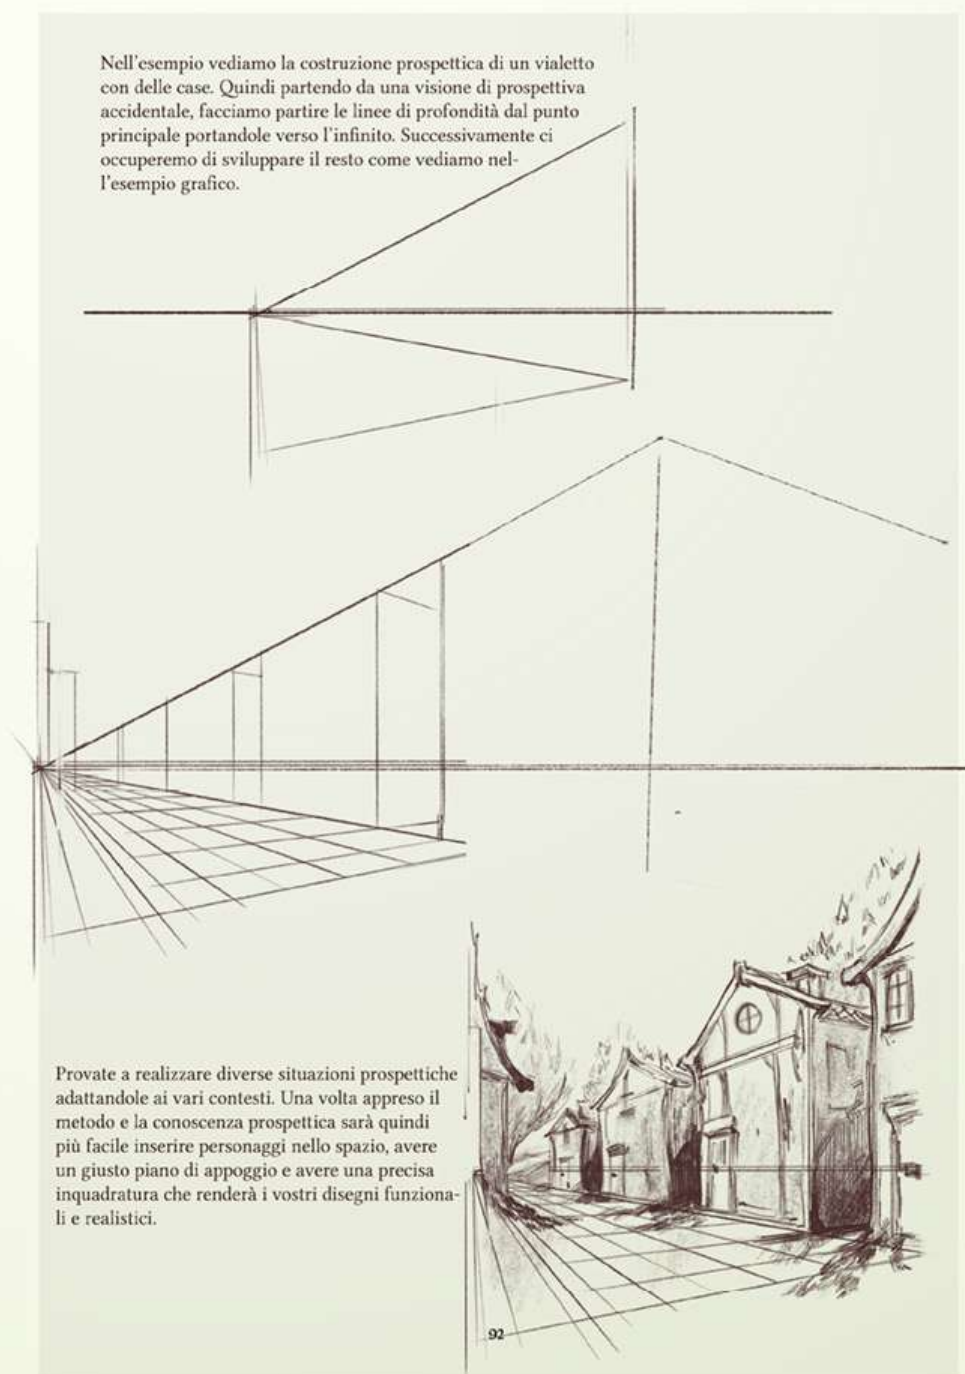 Nell'esempio vediamo la costruzione prospettica di un vialetto
con delle case. Quindi partendo da una visione di prospettiva
accidentale, facciamo partire le linee di profondità dal punto
principale portandole verso l'infinito. Successivamente ci
occuperemo di sviluppare il resto come vediamo nel-
l'esempio grafico.
Provate a realizzare diverse situazioni prospettiche
adattandole ai vari contesti. Una volta appreso il
metodo e la conoscenza prospettica sarà quindi
più facile inserire personaggi nello spazio, avere
un giusto piano di appoggio e avere una precisa
inquadratura che renderà i vostri disegni funziona-
li e realistici.
92